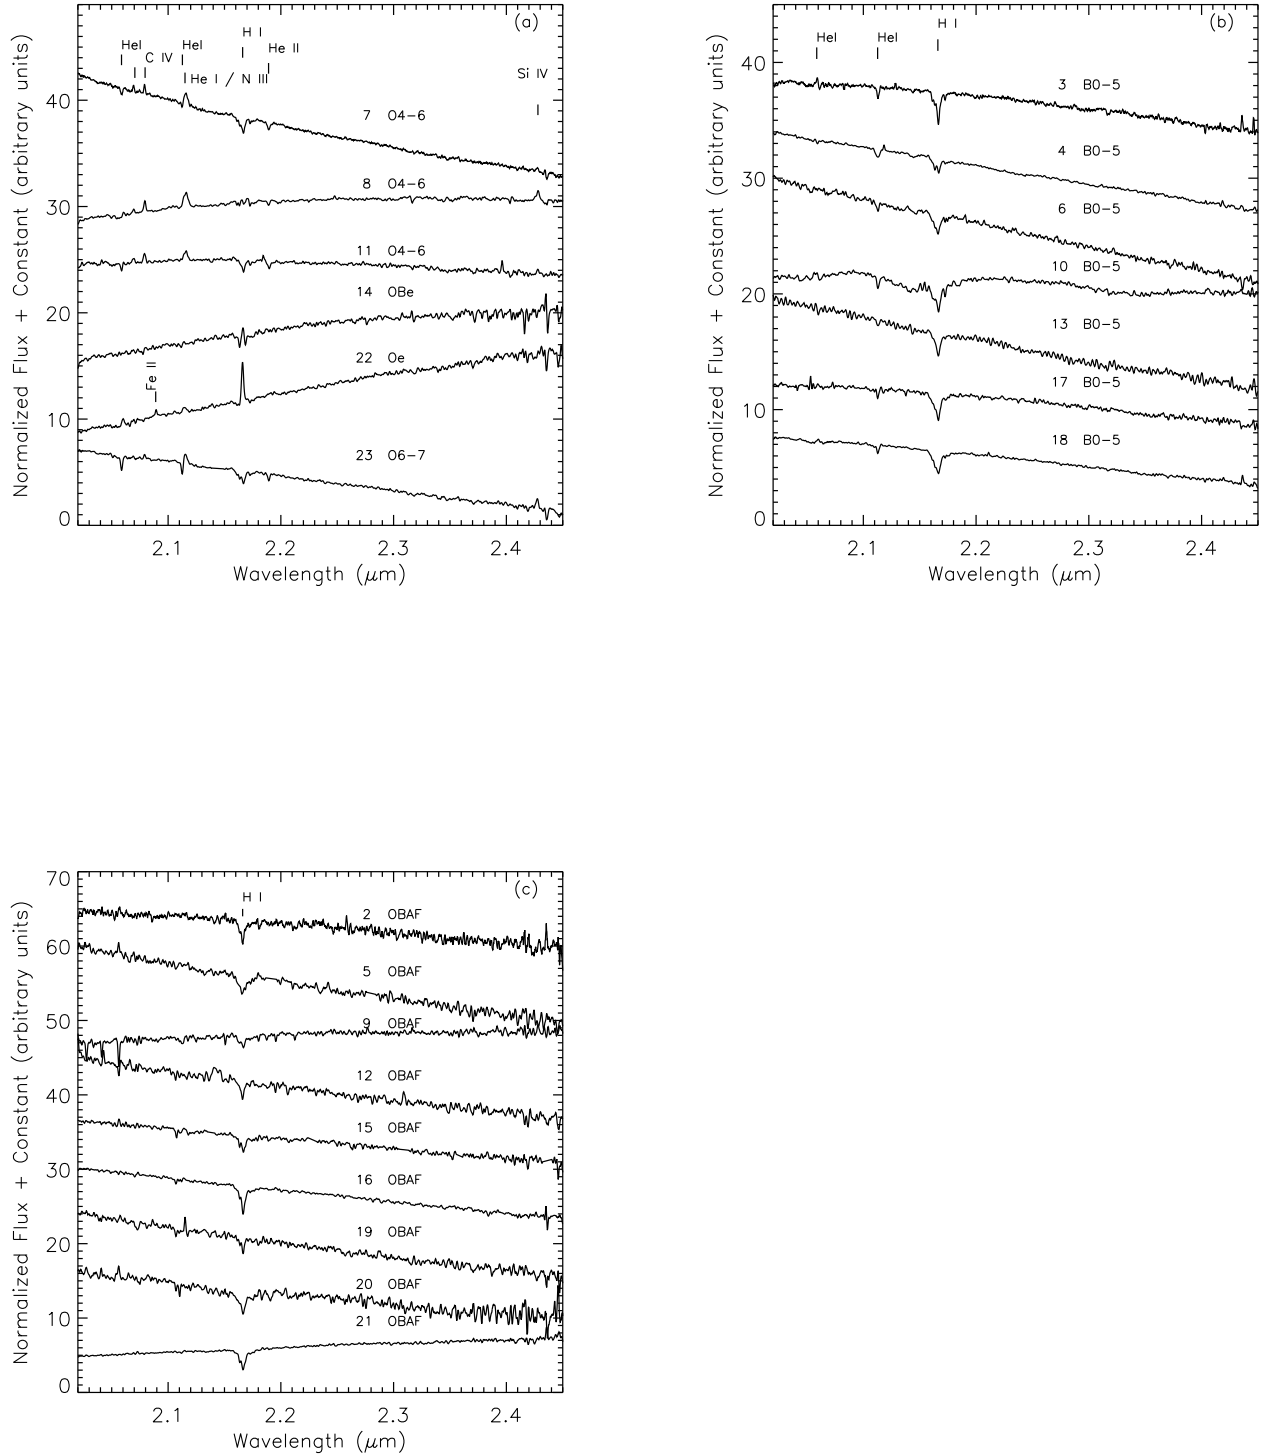 (a)
H I
HeI
HeI
He II
C IV
He I / N III
Si IV
40
7 O4-6
8 O4-6
30
11 O4-6
14 OBe
20
22 Oe
Fe II
10
23 O6-7
0
2.1 2.2 2.3 2.4
Wavelength (μm)
Normalized Flux + Constant (arbitrary units)
(b)
H I
HeI
HeI
40
3 B0-5
4 B0-5
30
6 B0-5
10 B0-5
20
13 B0-5
17 B0-5
10
18 B0-5
0
2.1 2.2 2.3 2.4
Wavelength (μm)
Normalized Flux + Constant (arbitrary units)
70
(c)
H I
2 OBAF
60
5 OBAF
50
9 OBAF
12 OBAF
40
15 OBAF
30
16 OBAF
19 OBAF
20
20 OBAF
10
21 OBAF
0
2.1 2.2 2.3 2.4
Wavelength (μm)
Normalized Flux + Constant (arbitrary units)